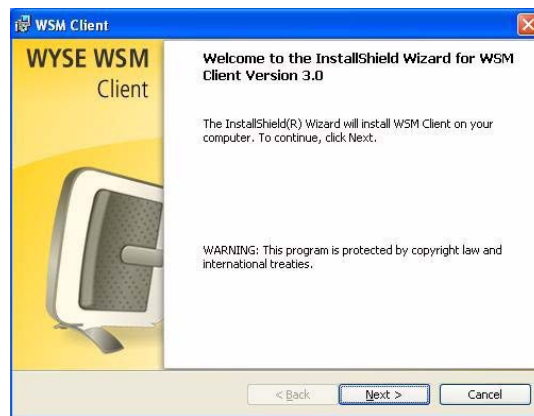 WSM Client
WYSE WSM
Client
Welcome to the InstallShield Wizard for WSM
Client Version 3.0
The InstallShield(R) Wizard will install WSM Client on your
computer. To continue, click Next.
WARNING: This program is protected by copyright law and
international treaties.
< Back
Next >
Cancel